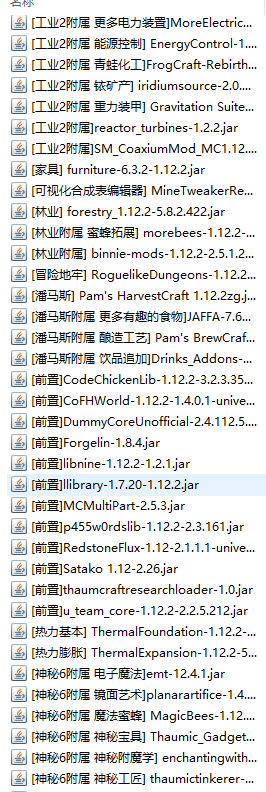 名称
[工业2附属 更多电力装置]MoreElectric...
[工业2附属 能源控制] EnergyControl-1....
[工业2附属 青蛙化工]FrogCraft-Rebirth...
[工业2附属 铱矿产] iridiumsource-2.0....
[工业2附属 重力装甲] Gravitation Suite...
[工业2附属]reactor_turbines-1.2.2.jar
[工业2附属]SM_CoaxiumMod_MC1.12....
[家具] furniture-6.3.2-1.12.2.jar
[可视化合成表编辑器] MineTweakerRe...
[林业] forestry_1.12.2-5.8.2.422.jar
[林业附属 蜜蜂拓展] morebees-1.12.2-...
[林业附属] binnie-mods-1.12.2-2.5.1.2...
[冒险地牢] RoguelikeDungeons-1.12.2...
[潘马斯] Pam's HarvestCraft 1.12.2zg.j...
[潘马斯附属 更多有趣的食物]JAFFA-7.6...
[潘马斯附属 酿造工艺] Pam's BrewCraf...
[潘马斯附属 饮品追加]Drinks_Addons-...
[前置]CodeChickenLib-1.12.2-3.2.3.35...
[前置]CoFHWorld-1.12.2-1.4.0.1-unive...
[前置]DummyCoreUnofficial-2.4.112.5....
[前置]Forgelin-1.8.4.jar
[前置]libnine-1.12.2-1.2.1.jar
[前置]llibrary-1.7.20-1.12.2.jar
[前置]MCMultiPart-2.5.3.jar
[前置]p455w0rdslib-1.12.2-2.3.161.jar
[前置]RedstoneFlux-1.12-2.1.1.1-unive...
[前置]Satako 1.12-2.26.jar
[前置]thaumcraftresearchloader-1.0.jar
[前置]u_team_core-1.12.2-2.2.5.212.jar
[热力基本] ThermalFoundation-1.12.2-...
[热力膨胀] ThermalExpansion-1.12.2-5...
[神秘6附属 电子魔法]emt-12.4.1.jar
[神秘6附属 镜面艺术]planarartifice-1.4....
[神秘6附属 魔法蜜蜂] MagicBees-1.12....
[神秘6附属 神秘宝具] Thaumic_Gadget...
[神秘6附属 神秘附魔学] enchantingwith...
[神秘6附属 神秘工匠] thaumictinkerer-...